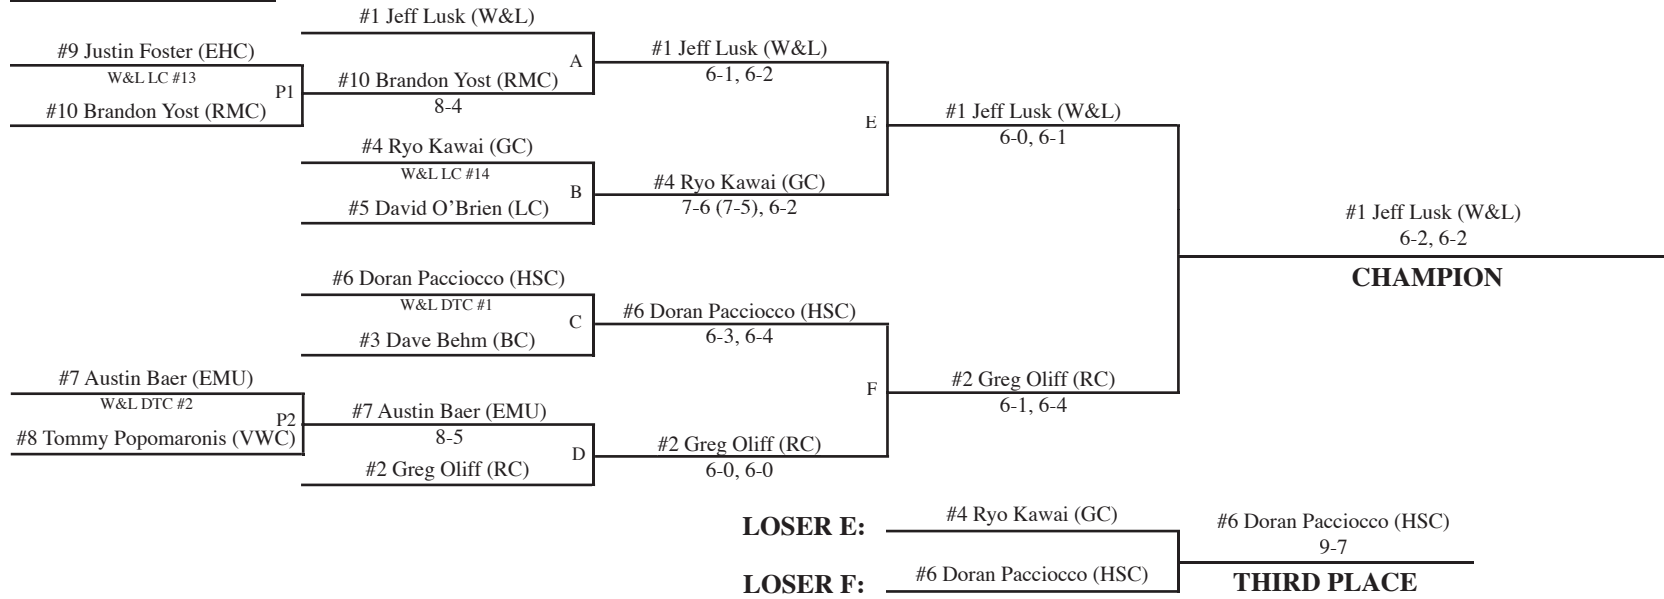 #1 Jeff Lusk (W&L)
#9 Justin Foster (EHC)
W&L LC #13
P1
#10 Brandon Yost (RMC)
#10 Brandon Yost (RMC)
8-4
A
#1 Jeff Lusk (W&L)
6-1, 6-2
#4 Ryo Kawai (GC)
W&L LC #14
B
#5 David O’Brien (LC)
#4 Ryo Kawai (GC)
7-6 (7-5), 6-2
E
#1 Jeff Lusk (W&L)
6-0, 6-1
#6 Doran Pacciocco (HSC)
W&L DTC #1
C
#3 Dave Behm (BC)
#6 Doran Pacciocco (HSC)
6-3, 6-4
#7 Austin Baer (EMU)
W&L DTC #2
P2
#8 Tommy Popomaronis (VWC)
#7 Austin Baer (EMU)
8-5
D
#2 Greg Oliff (RC)
#2 Greg Oliff (RC)
6-0, 6-0
F
#2 Greg Oliff (RC)
6-1, 6-4
#1 Jeff Lusk (W&L)
6-2, 6-2
CHAMPION
LOSER E:
#4 Ryo Kawai (GC)
LOSER F:
#6 Doran Pacciocco (HSC)
#6 Doran Pacciocco (HSC)
9-7
THIRD PLACE